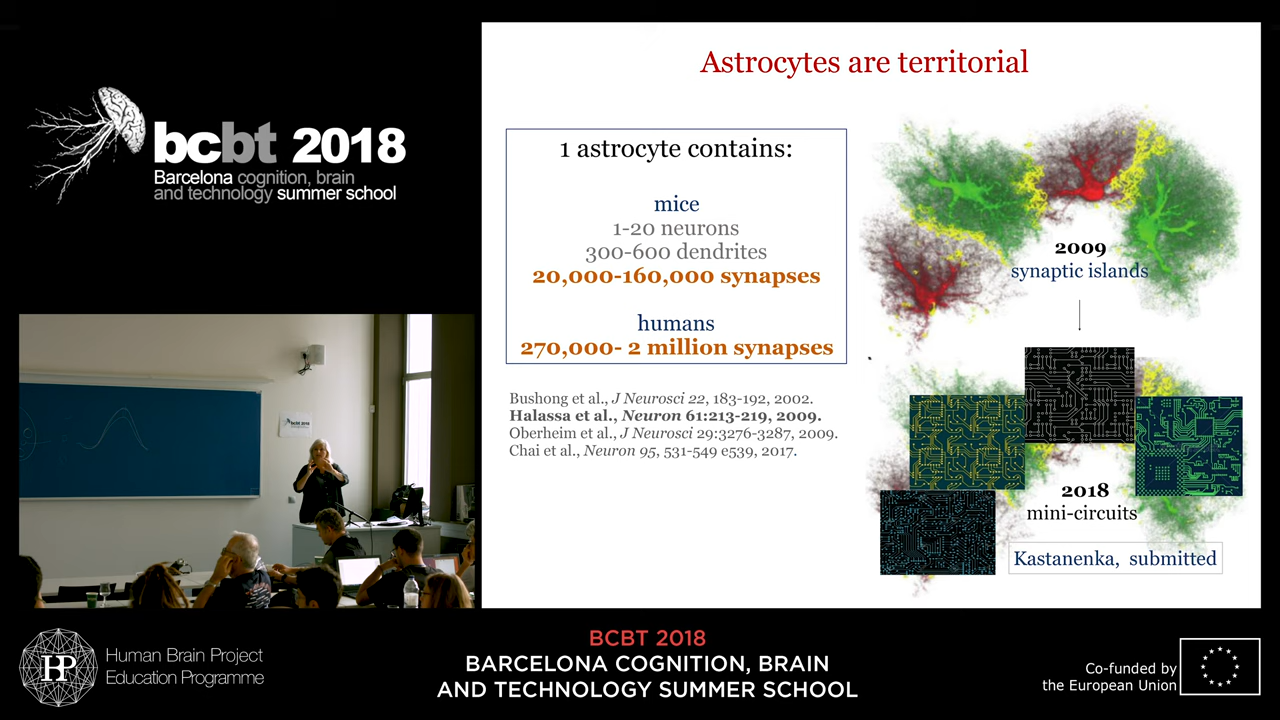 bcbt 2018
Barcelona cognition, brain
and technology summer school
Astrocytes are territorial
1 astrocyte contains:
mice
1-20 neurons
300-600 dendrites
20,000-160,000 synapses
humans
270,000- 2 million synapses
Bushong et al., J Neurosci 22, 183-192, 2002.
Halassa et al., Neuron 61:213-219, 2009.
Oberheim et al., J Neurosci 29:3276-3287, 2009.
Chai et al., Neuron 95, 531-549 e539, 2017.
2009
synaptic islands
2018
mini-circuits
Kastanenka, submitted
bcbt 2018
HP
Human Brain Project
Education Programme
BCBT 2018
BARCELONA COGNITION, BRAIN
AND TECHNOLOGY SUMMER SCHOOL
Co-funded by
the European Union